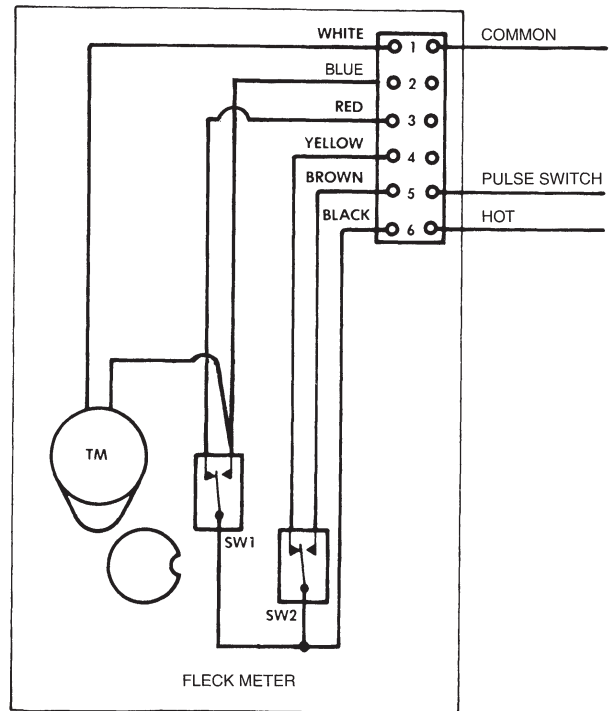 WHITE 1 COMMON
BLUE 2
RED 3
YELLOW 4
BROWN 5 PULSE SWITCH
BLACK 6 HOT
TM
SW1
SW2
FLECK METER